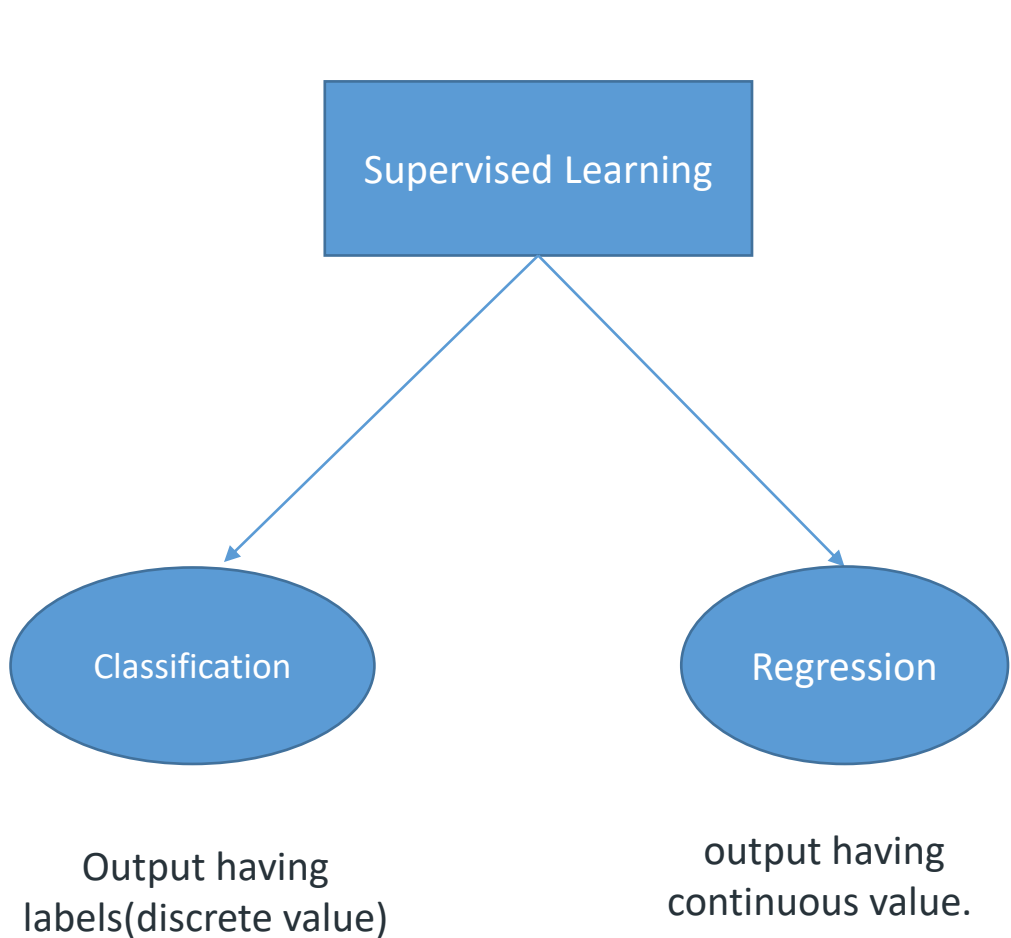 Supervised Learning
Classification
Regression
Output having
labels(discrete value)
output having
continuous value.